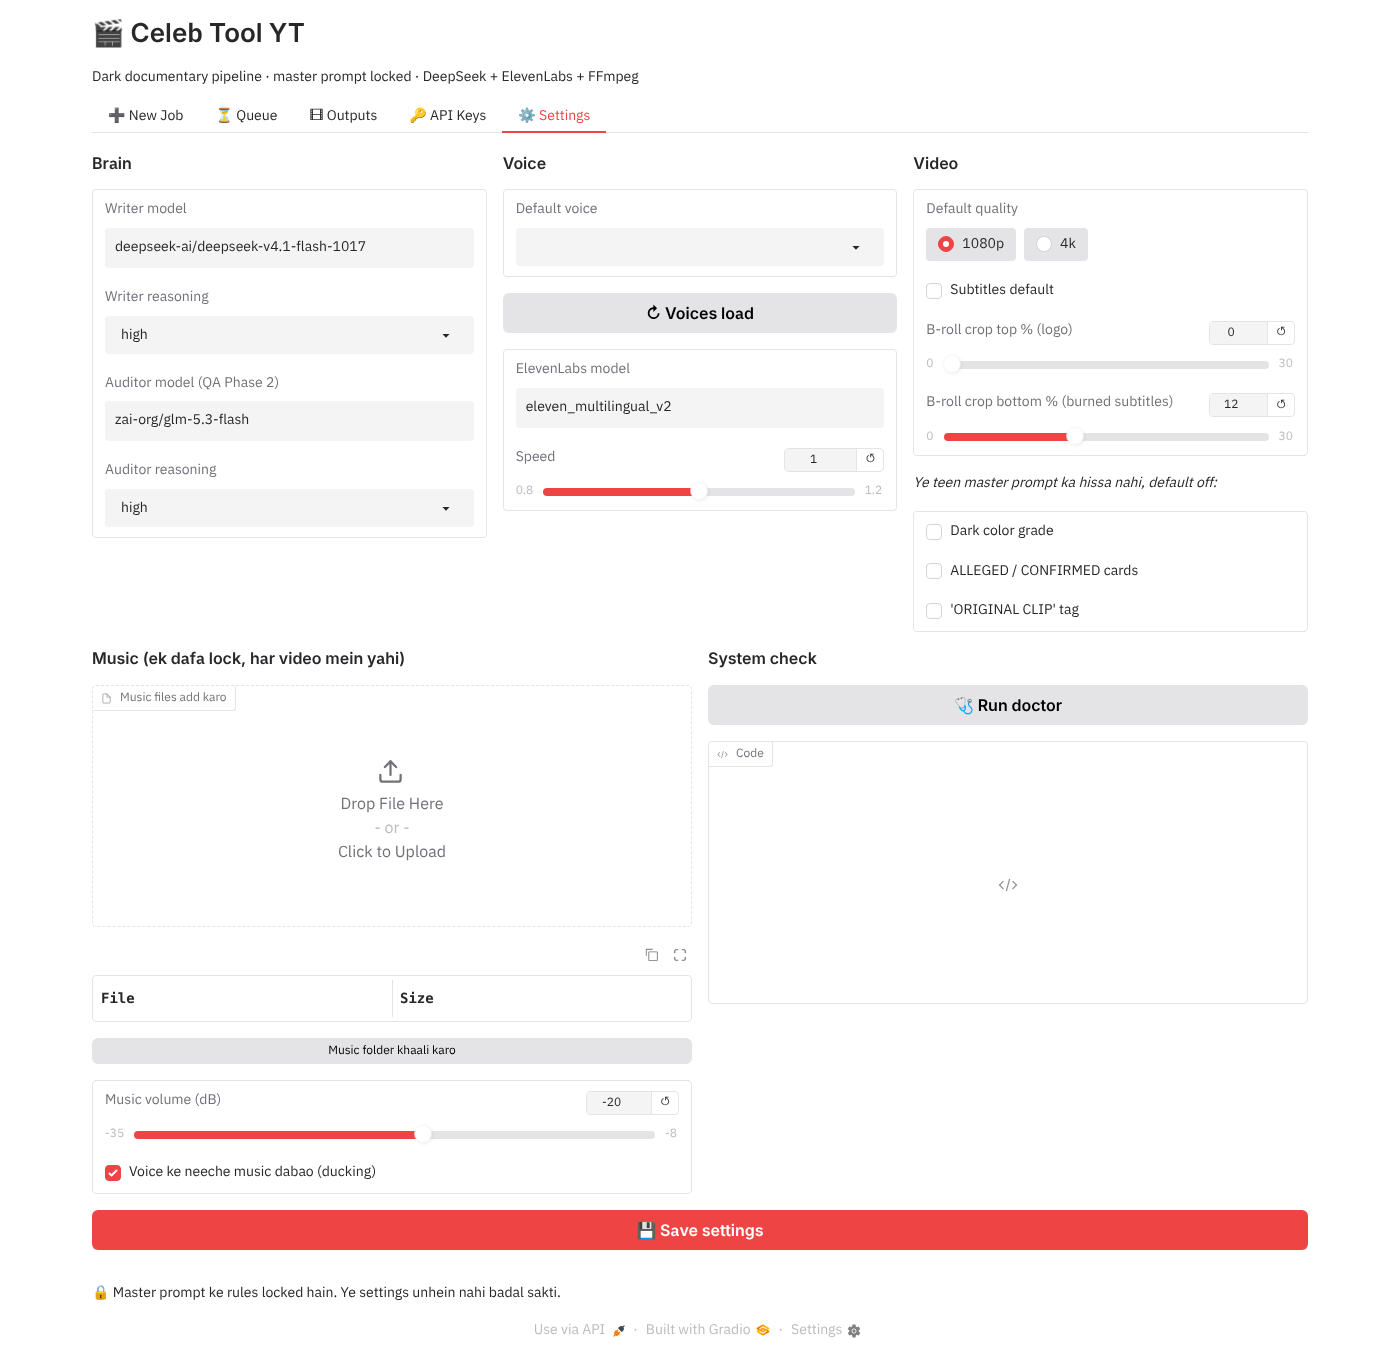 🎬 Celeb Tool YT
Dark documentary pipeline · master prompt locked · DeepSeek + ElevenLabs + FFmpeg
➕ New Job
⏳ Queue
🎞 Outputs
🔑 API Keys
⚙️ Settings
Brain
Writer model
deepseek-ai/deepseek-v4.1-flash-1017
Writer reasoning
high
Auditor model (QA Phase 2)
zai-org/glm-5.3-flash
Auditor reasoning
high
Voice
Default voice
↻ Voices load
ElevenLabs model
eleven_multilingual_v2
Speed
1
0.8
1.2
Video
Default quality
1080p
4k
Subtitles default
B-roll crop top % (logo)
0
0
30
B-roll crop bottom % (burned subtitles)
12
0
30
Ye teen master prompt ka hissa nahi, default off:
Dark color grade
ALLEGED / CONFIRMED cards
'ORIGINAL CLIP' tag
Music (ek dafa lock, har video mein yahi)
Music files add karo
Drop File Here
- or -
Click to Upload
File
Size
Music folder khaali karo
Music volume (dB)
-20
-35
-8
Voice ke neeche music dabao (ducking)
System check
🩺 Run doctor
Code
💾 Save settings
🔒 Master prompt ke rules locked hain. Ye settings unhein nahi badal sakti.
Use via API 🚀 · Built with Gradio · Settings ⚙️